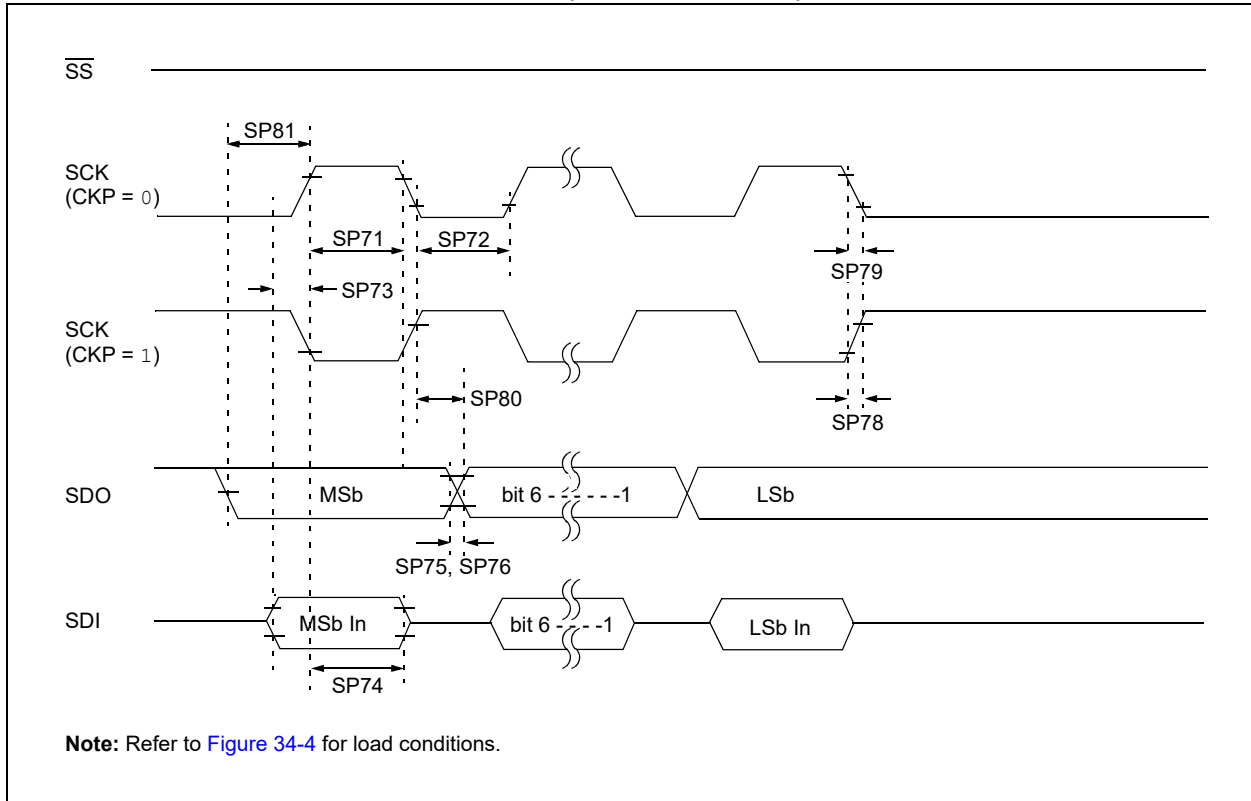 SS
SP81
SCK
(CKP = 0)
SP71
SP72
SP79
SP73
SCK
(CKP = 1)
SP80
SP78
SDO
MSb
bit 6 - - - - - -1
LSb
SP75, SP76
SDI
MSb In
bit 6 - - - -1
LSb In
SP74
Note: Refer to Figure 34-4 for load conditions.